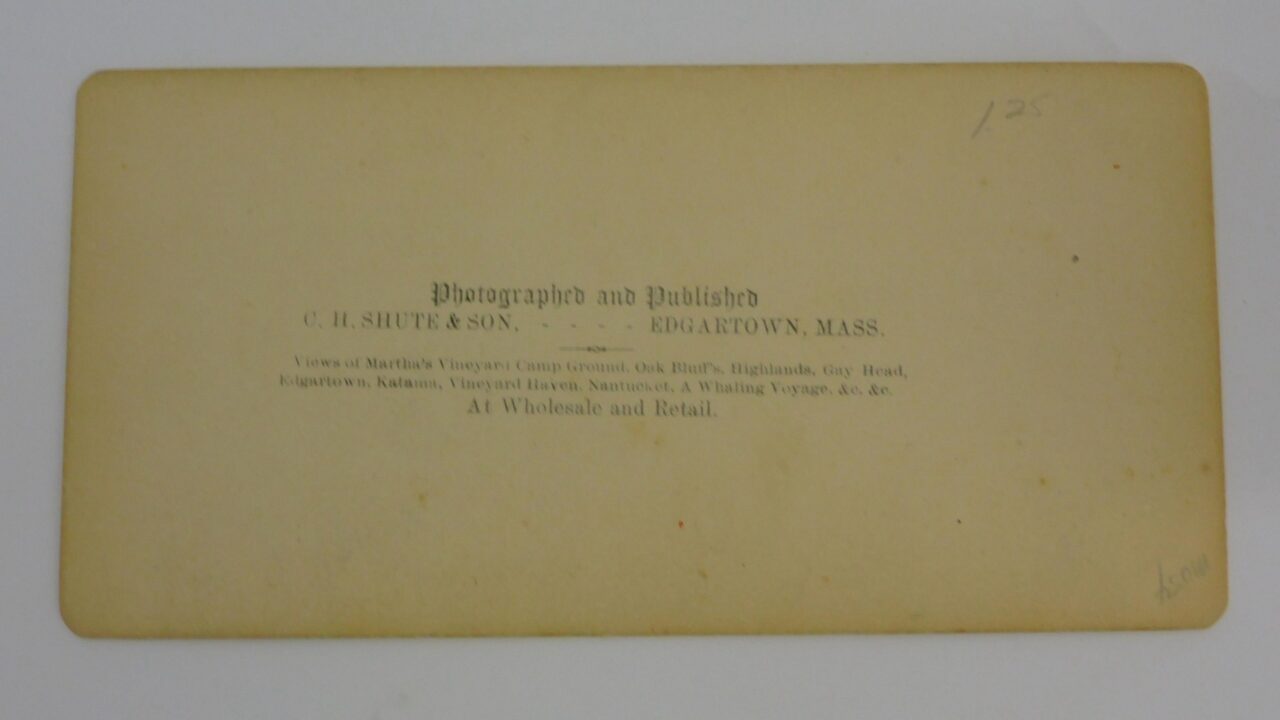 1.25
Photographed and Published
C. H. SHUTE & SON, - - - - EDGARTOWN, MASS.
Views of Martha's Vineyard Camp Ground, Oak Bluffs, Highlands, Gay Head,
Edgartown, Katama, Vineyard Haven, Nantucket, A Whaling Voyage, &c. &c.
At Wholesale and Retail.